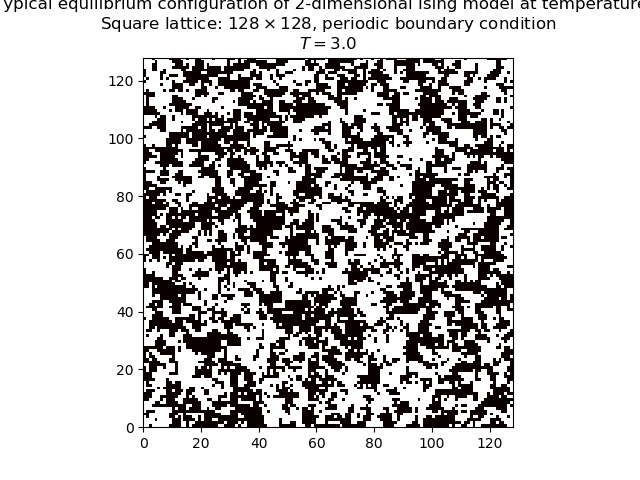 ypical equilibrium configuration of 2-dimensional Ising model at temperature
Square lattice: 128 × 128, periodic boundary condition
T = 3.0
120
100
80
60
40
20
0
0 20 40 60 80 100 120